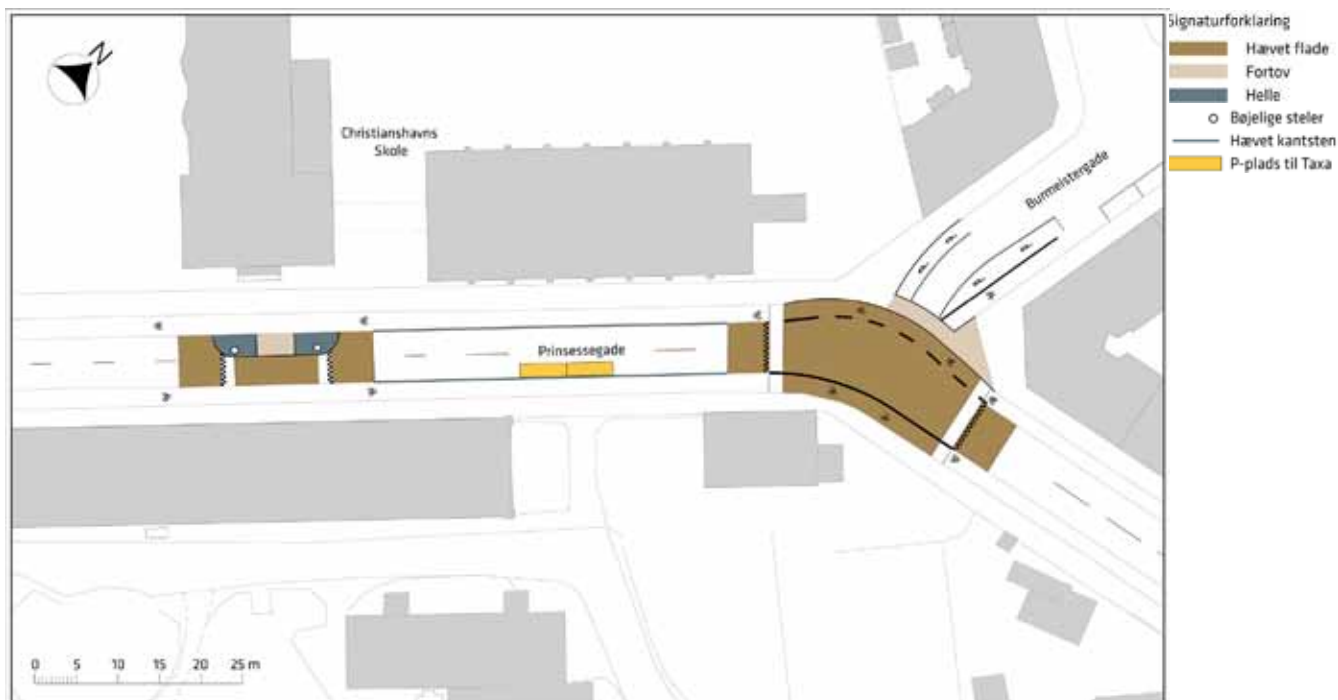 N
Signaturforklaring
Hævet flade
Fortov
Helle
Bøjelige steler
Hævet kantsten
P-plads til Taxa
Christianshavns
Skole
Burmeistergade
Prinsessegade
0 5 10 15 20 25 m